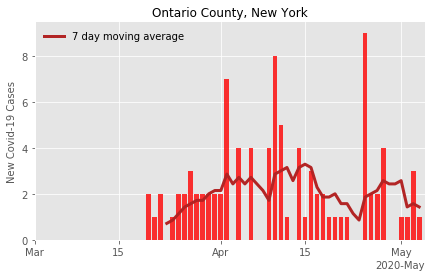 Ontario County, New York
7 day moving average
New Covid-19 Cases
8
6
4
2
0
Mar 15 Apr 15 May
2020-May